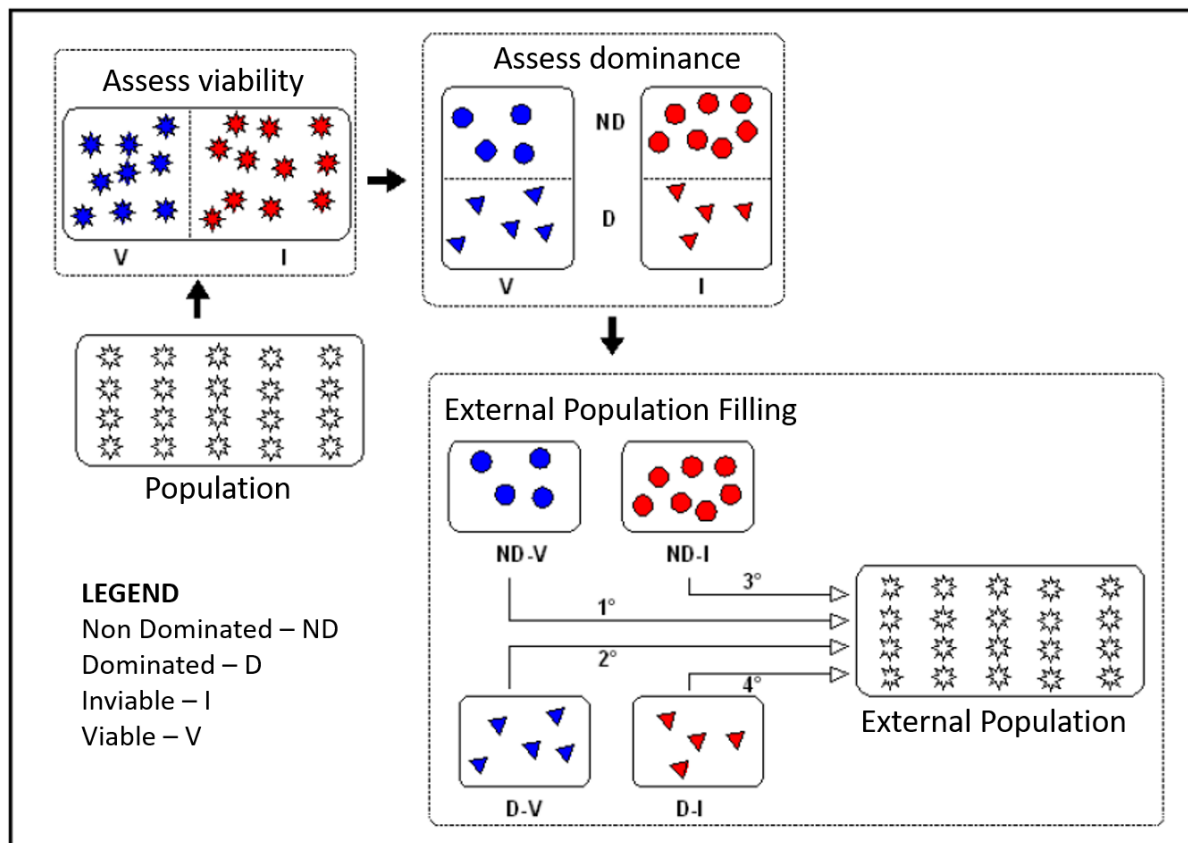 Assess viability
V
I
Population
Assess dominance
ND
D
V
I
External Population Filling
ND-V
ND-I
3°
1°
2°
4°
D-V
D-I
External Population
LEGEND
Non Dominated – ND
Dominated – D
Inviable – I
Viable – V